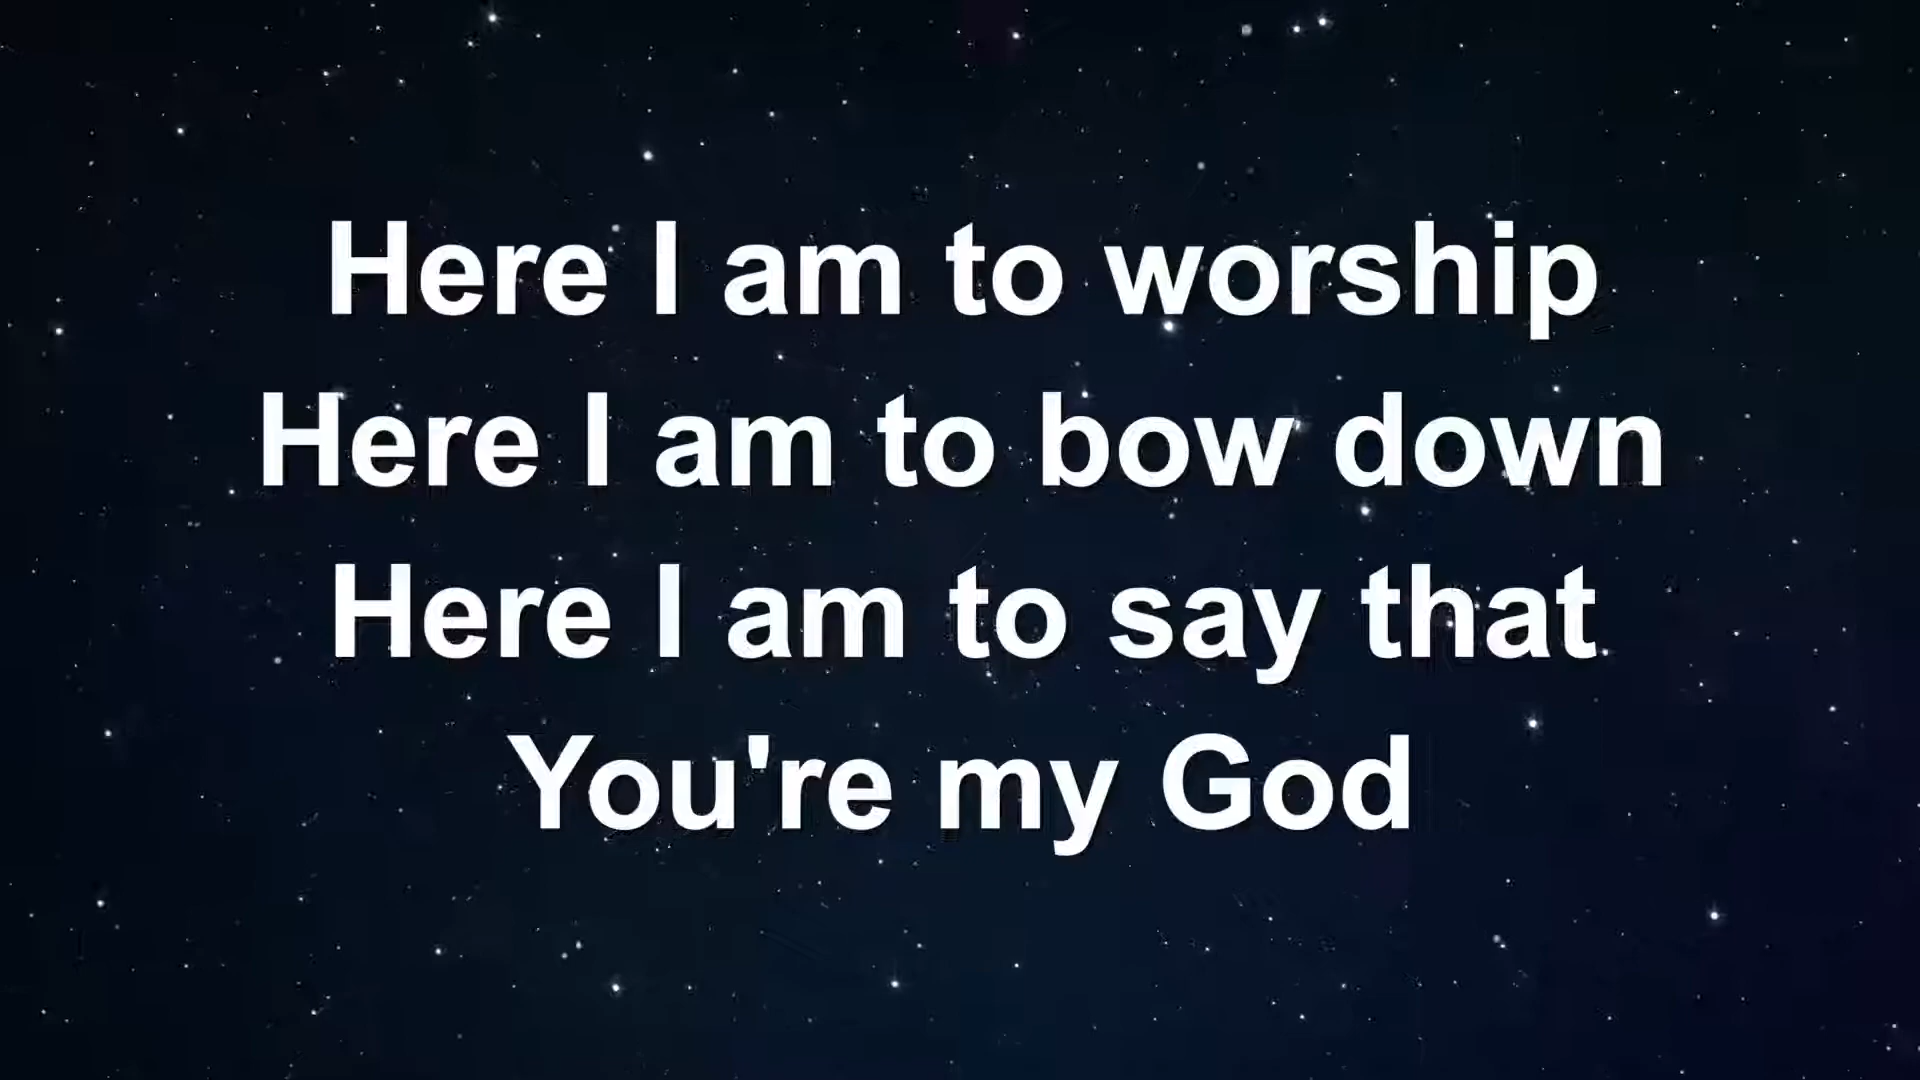 Here I am to worship
Here I am to bow down
Here I am to say that
You're my God